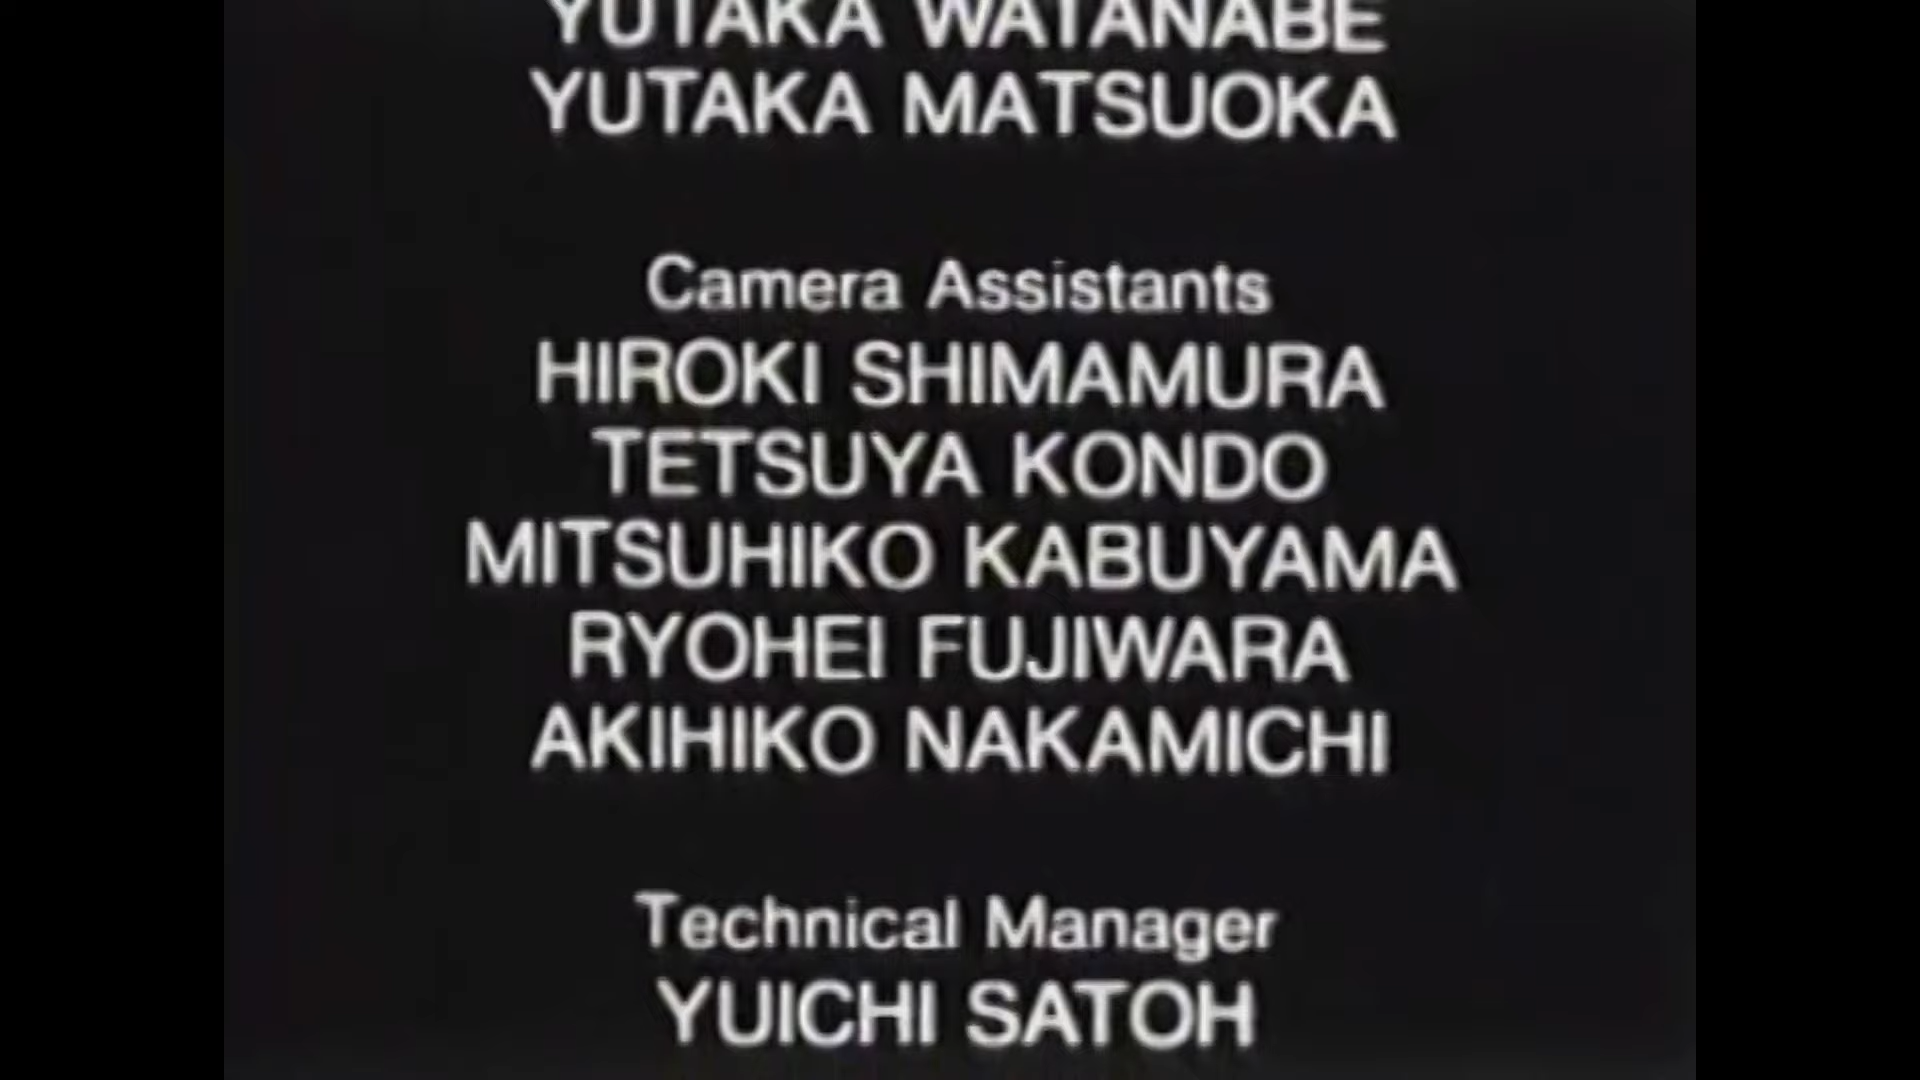 YUTAKA WATANABE
YUTAKA MATSUOKA
Camera Assistants
HIROKI SHIMAMURA
TETSUYA KONDO
MITSUHIKO KABUYAMA
RYOHEI FUJIWARA
AKIHIKO NAKAMICHI
Technical Manager
YUICHI SATOH